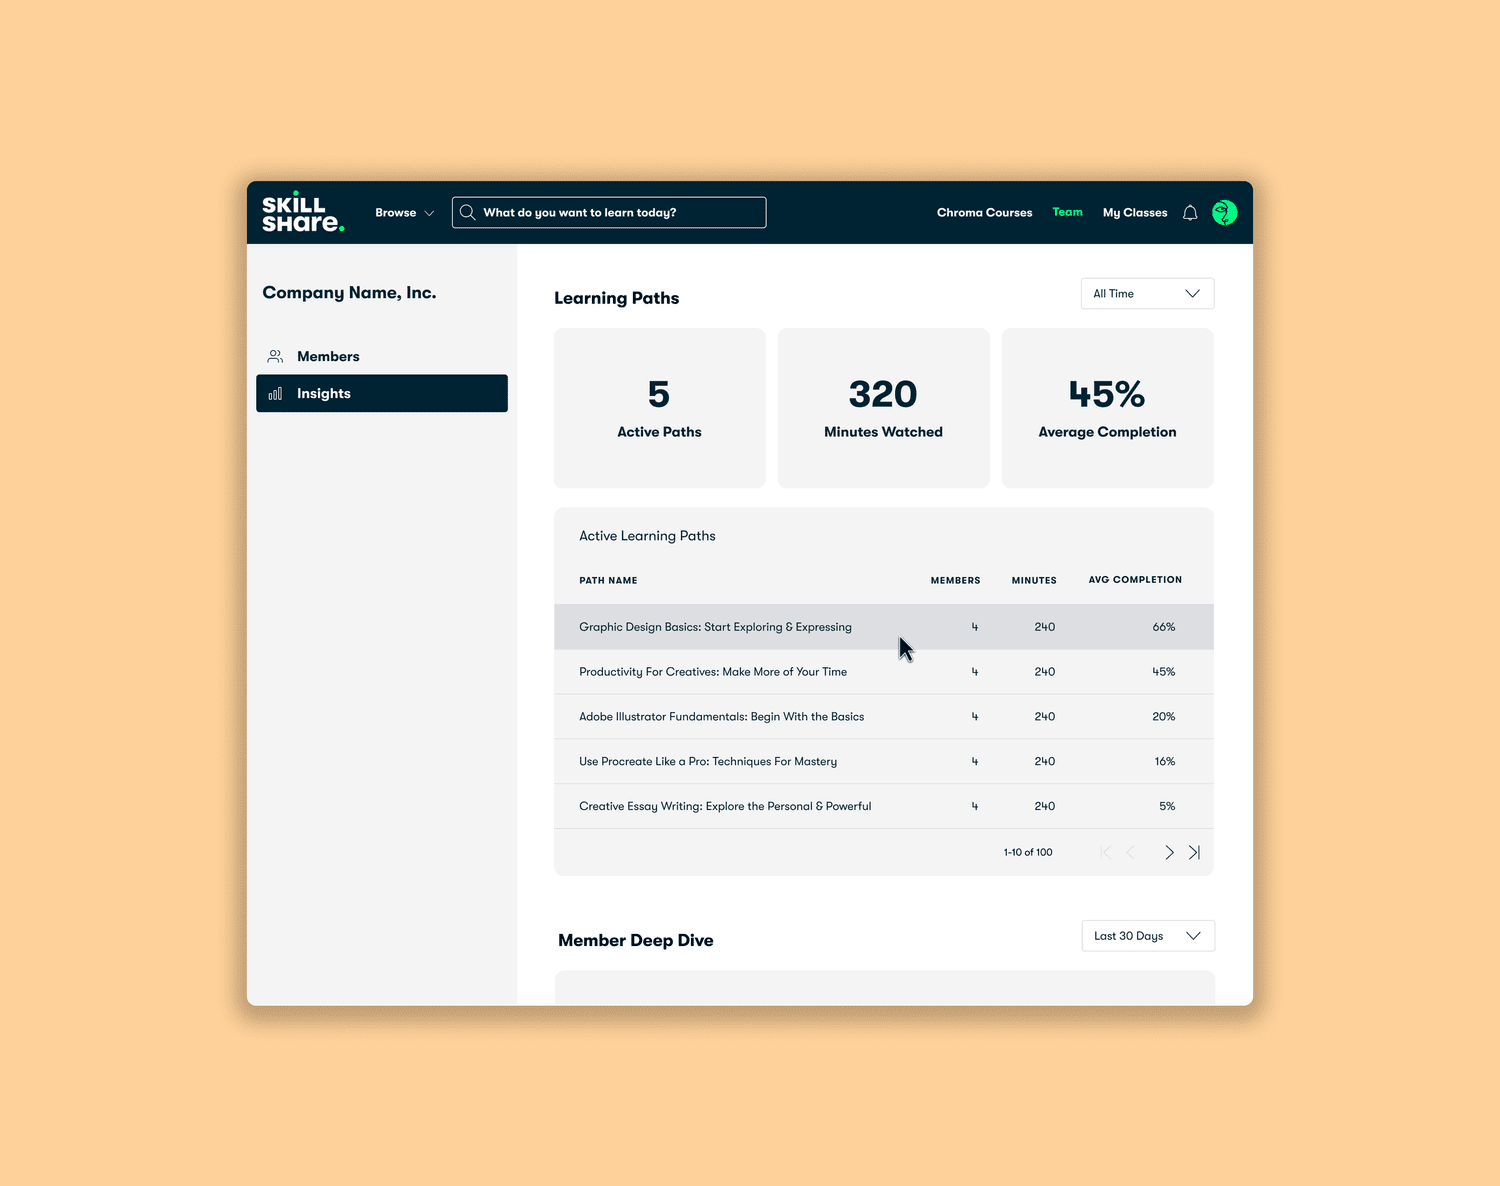 SKILL
SHare.
Browse
What do you want to learn today?
Chroma Courses
Team
My Classes
Company Name, Inc.
Members
Insights
Learning Paths
All Time
5
Active Paths
320
Minutes Watched
45%
Average Completion
Active Learning Paths
PATH NAME MEMBERS MINUTES AVG COMPLETION
Graphic Design Basics: Start Exploring & Expressing 4 240 66%
Productivity For Creatives: Make More of Your Time 4 240 45%
Adobe Illustrator Fundamentals: Begin With the Basics 4 240 20%
Use Procreate Like a Pro: Techniques For Mastery 4 240 16%
Creative Essay Writing: Explore the Personal & Powerful 4 240 5%
1-10 of 100
Member Deep Dive
Last 30 Days